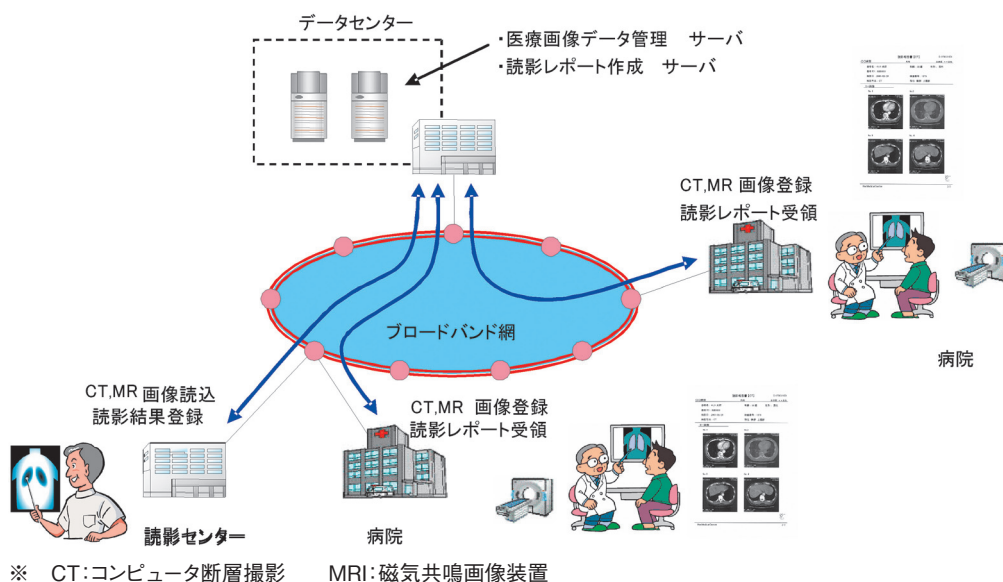 データセンター
・医療画像データ管理 サーバ
・読影レポート作成 サーバ
CT,MR 画像登録
読影レポート受領
病院
ブロードバンド網
CT,MR 画像読込
読影結果登録
読影センター
CT,MR 画像登録
読影レポート受領
病院
※ CT:コンピュータ断層撮影 MRI:磁気共鳴画像装置